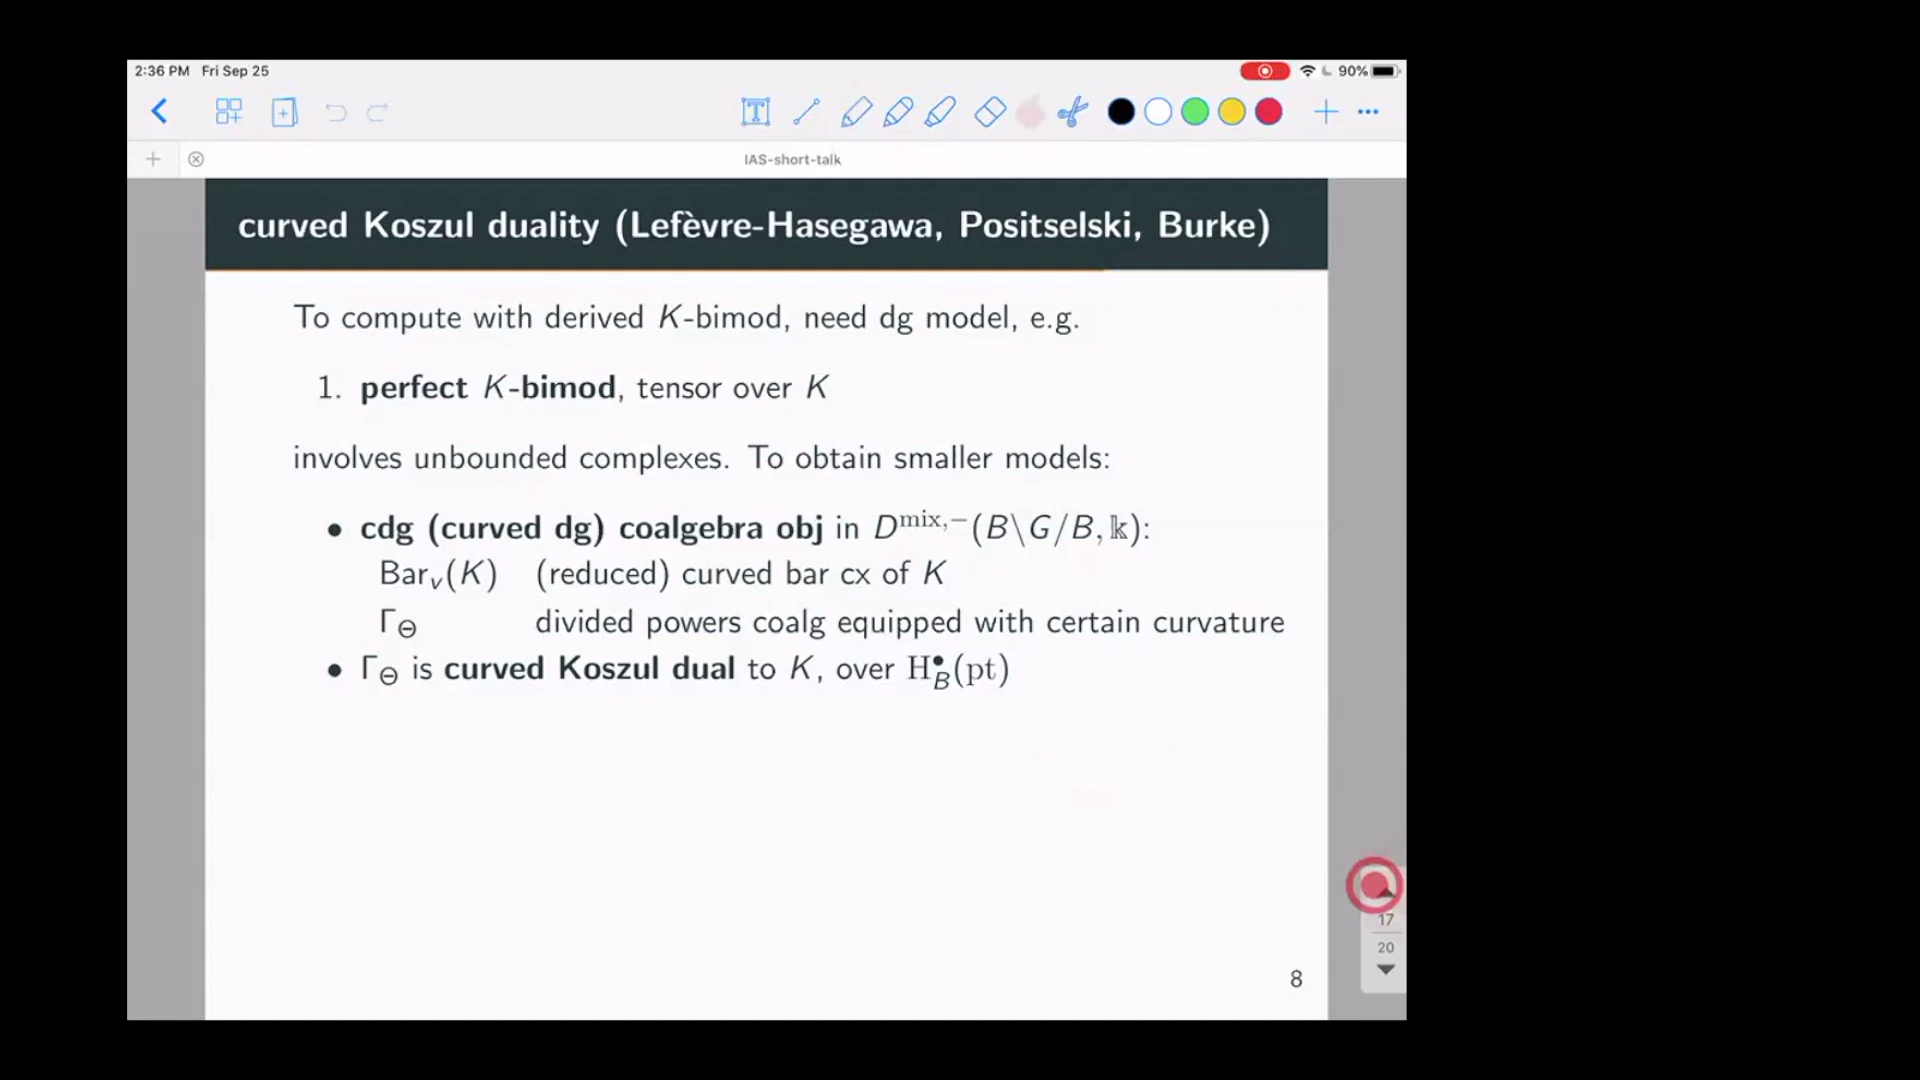 2:36 PM Fri Sep 25
90%
IAS-short-talk
curved Koszul duality (Lefèvre-Hasegawa, Positselski, Burke)
To compute with derived K-bimod, need dg model, e.g.
1. perfect K-bimod, tensor over K
involves unbounded complexes. To obtain smaller models:
• cdg (curved dg) coalgebra obj in D^{mix,−}(B\G/B, 𝕜):
Bar_v(K) (reduced) curved bar cx of K
Γ_Θ divided powers coalg equipped with certain curvature
• Γ_Θ is curved Koszul dual to K, over H^•_B(pt)
17
20
8